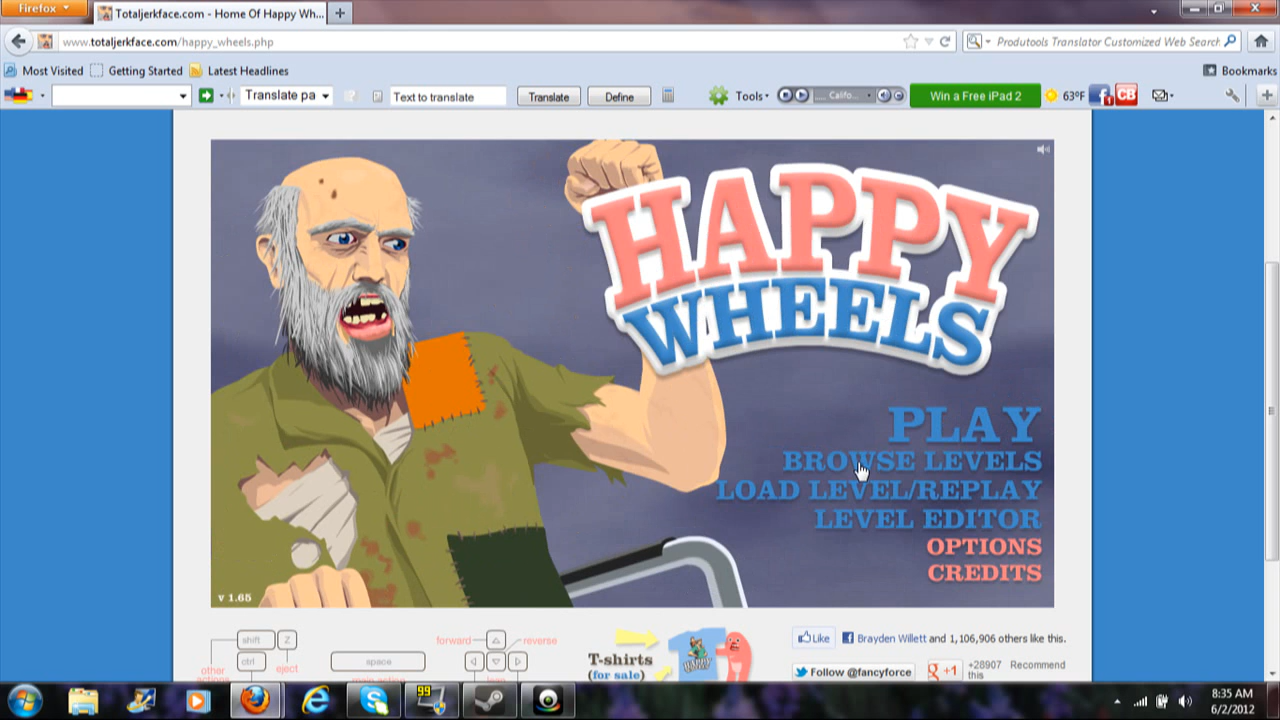 Firefox
Totaljerkface.com - Home Of Happy Wh...
www.totaljerkface.com/happy_wheels.php
Produtools Translator Customized Web Search
Most Visited
Getting Started
Latest Headlines
Bookmarks
Translate pa
Text to translate
Translate
Define
Tools
..... Califo...
Win a Free iPad 2
63°F
f
1
CB
HAPPY
WHEELS
PLAY
BROWSE LEVELS
LOAD LEVEL/REPLAY
LEVEL EDITOR
OPTIONS
CREDITS
v 1.65
shift
Z
ctrl
eject
other
actions
space
forward
reverse
T-shirts
(for sale)
Like
Brayden Willett and 1,106,906 others like this.
Follow @fancyforce
+1
+28907 Recommend
this
99
8:35 AM
6/2/2012